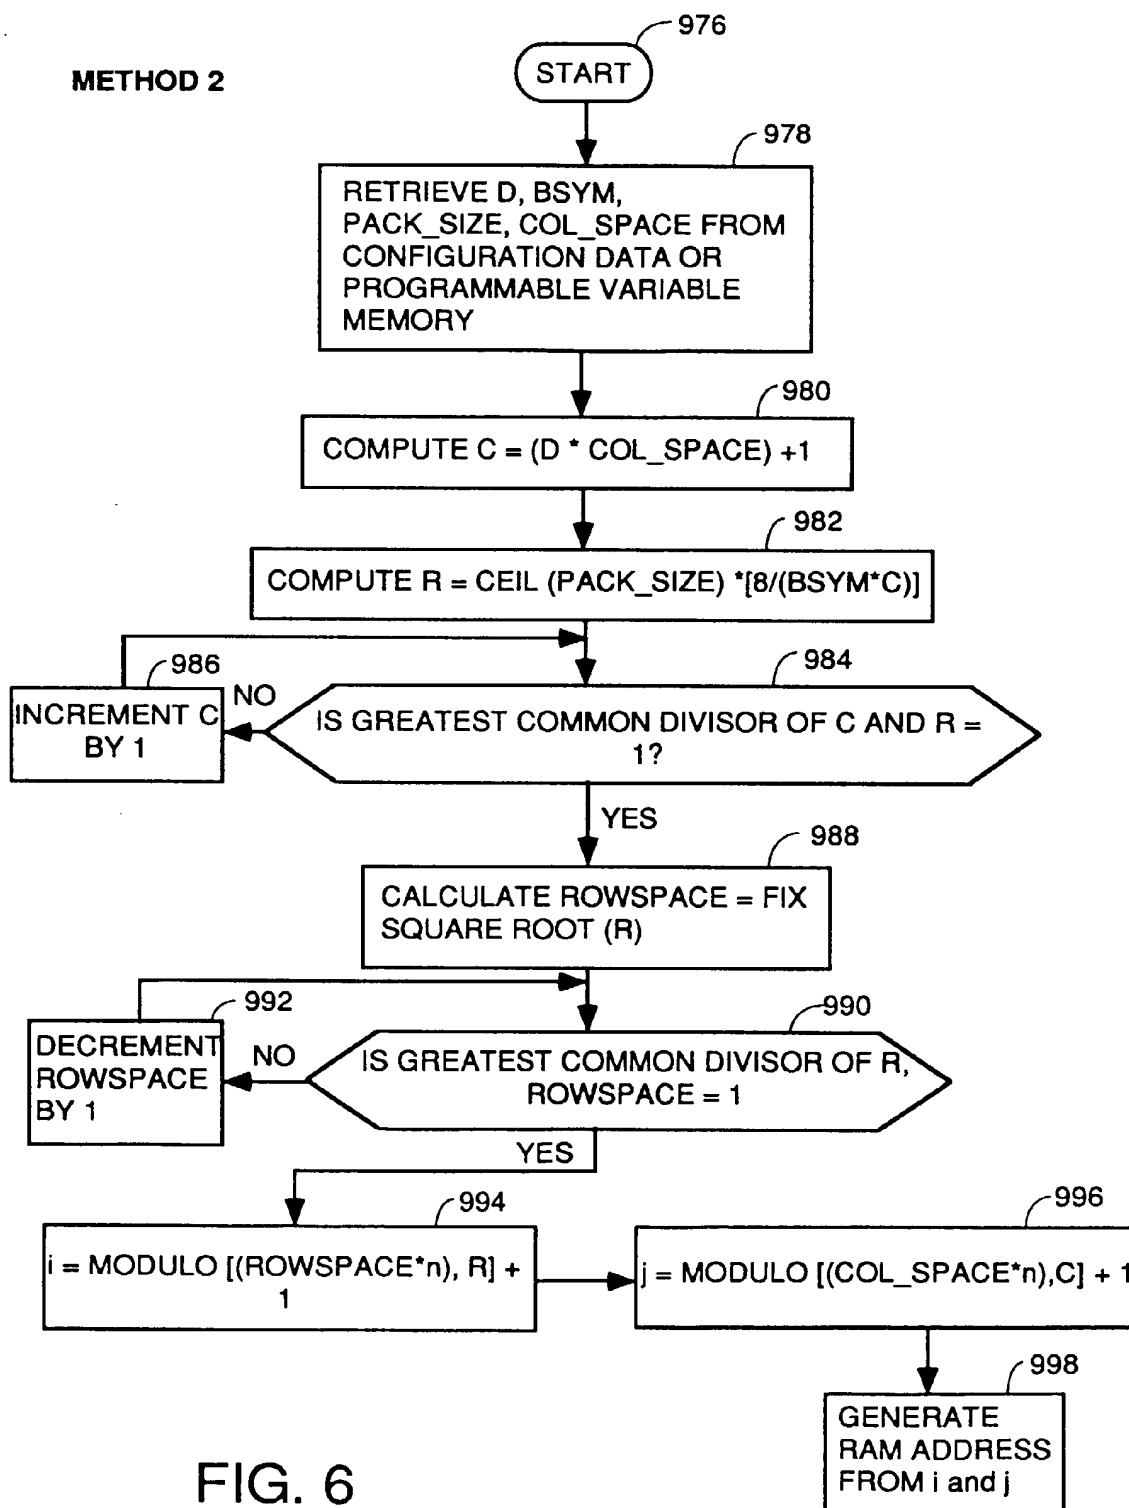 976
METHOD 2
START
978
RETRIEVE D, BSYM,
PACK_SIZE, COL_SPACE FROM
CONFIGURATION DATA OR
PROGRAMMABLE VARIABLE
MEMORY
980
COMPUTE C = (D * COL_SPACE) +1
982
COMPUTE R = CEIL (PACK_SIZE) *[8/(BSYM*C)]
986
984
NO
INCREMENT C
BY 1
IS GREATEST COMMON DIVISOR OF C AND R =
1?
YES
988
CALCULATE ROWSPACE = FIX
SQUARE ROOT (R)
992
990
DECREMENT
ROWSPACE
BY 1
NO
IS GREATEST COMMON DIVISOR OF R,
ROWSPACE = 1
YES
994
996
i = MODULO [(ROWSPACE*n), R] +
1
j = MODULO [(COL_SPACE*n),C] + 1
998
GENERATE
RAM ADDRESS
FROM i and j
FIG. 6